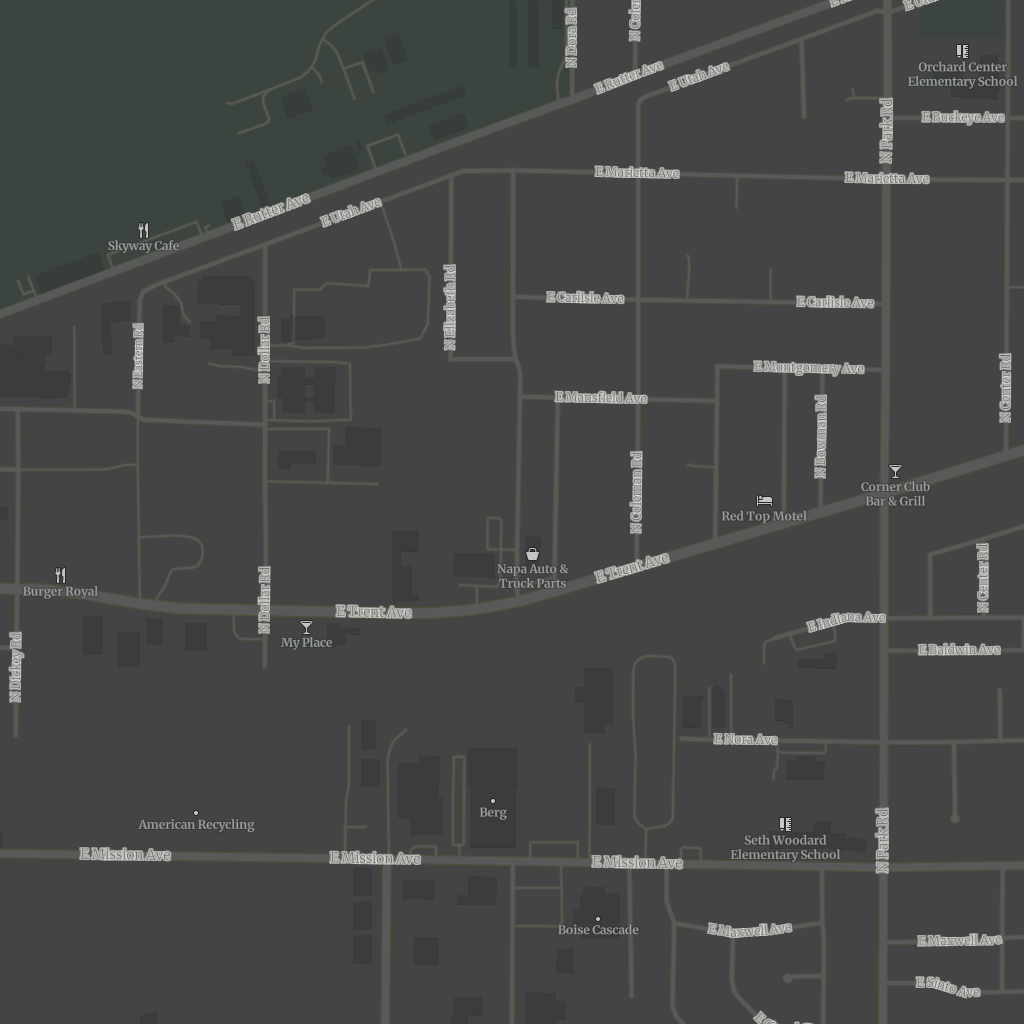 N Dora Rd
E Rutter Ave
E Utah Ave
Orchard Center
Elementary School
E Buckeye Ave
N Park Rd
E Marietta Ave
E Marietta Ave
E Rutter Ave
E Utah Ave
Skyway Cafe
N Elizabeth Rd
E Carlisle Ave
E Carlisle Ave
N Eastern Rd
N Dollar Rd
E Montgomery Ave
N Center Rd
E Mansfield Ave
N Bowman Rd
N Coleman Rd
Corner Club
Bar & Grill
Red Top Motel
Napa Auto &
Truck Parts
E Trent Ave
N Center Rd
Burger Royal
N Dollar Rd
E Trent Ave
My Place
E Indiana Ave
E Baldwin Ave
N Dickey Rd
E Nora Ave
Berg
American Recycling
Seth Woodard
Elementary School
N Park Rd
E Mission Ave
E Mission Ave
E Mission Ave
Boise Cascade
E Maxwell Ave
E Maxwell Ave
E Sinto Ave